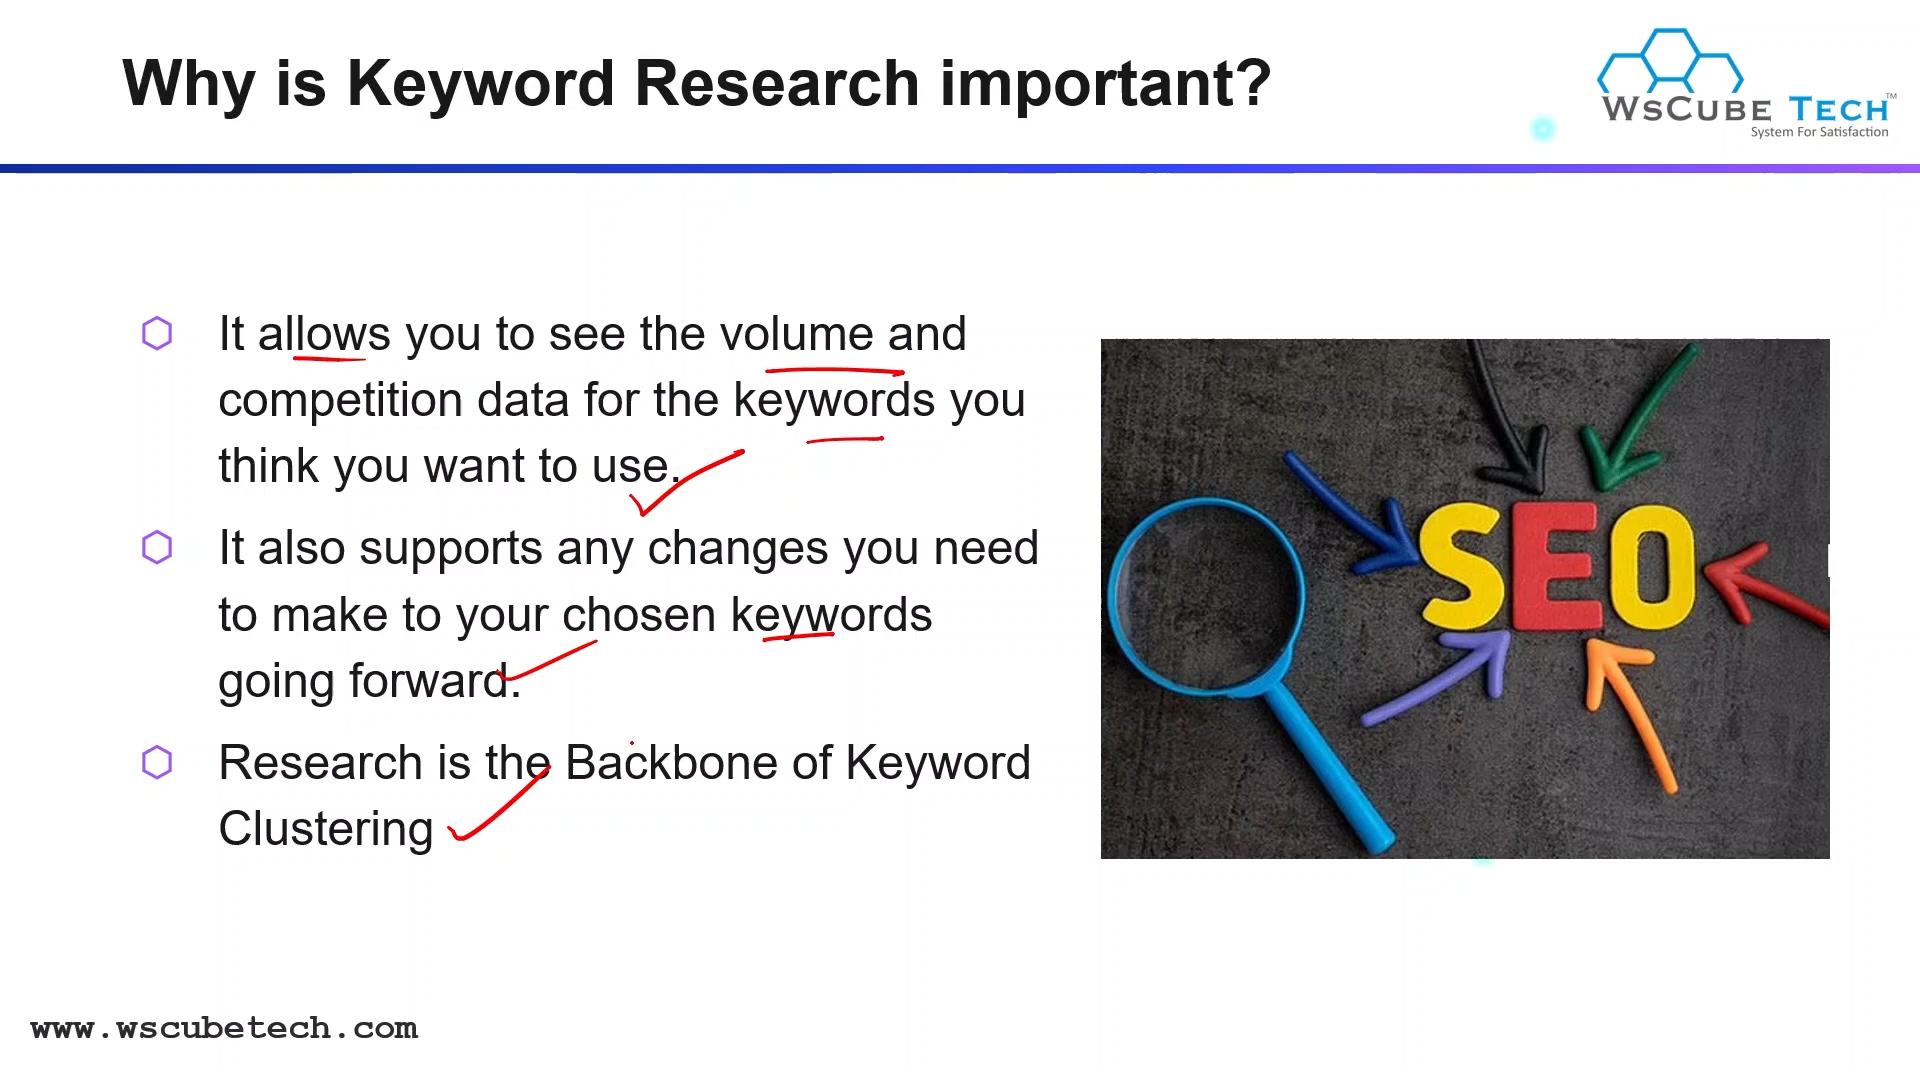 Why is Keyword Research important?
WsCube Tech™
System For Satisfaction
It allows you to see the volume and
competition data for the keywords you
think you want to use.
It also supports any changes you need
to make to your chosen keywords
going forward.
Research is the Backbone of Keyword
Clustering
SEO
www.wscubetech.com